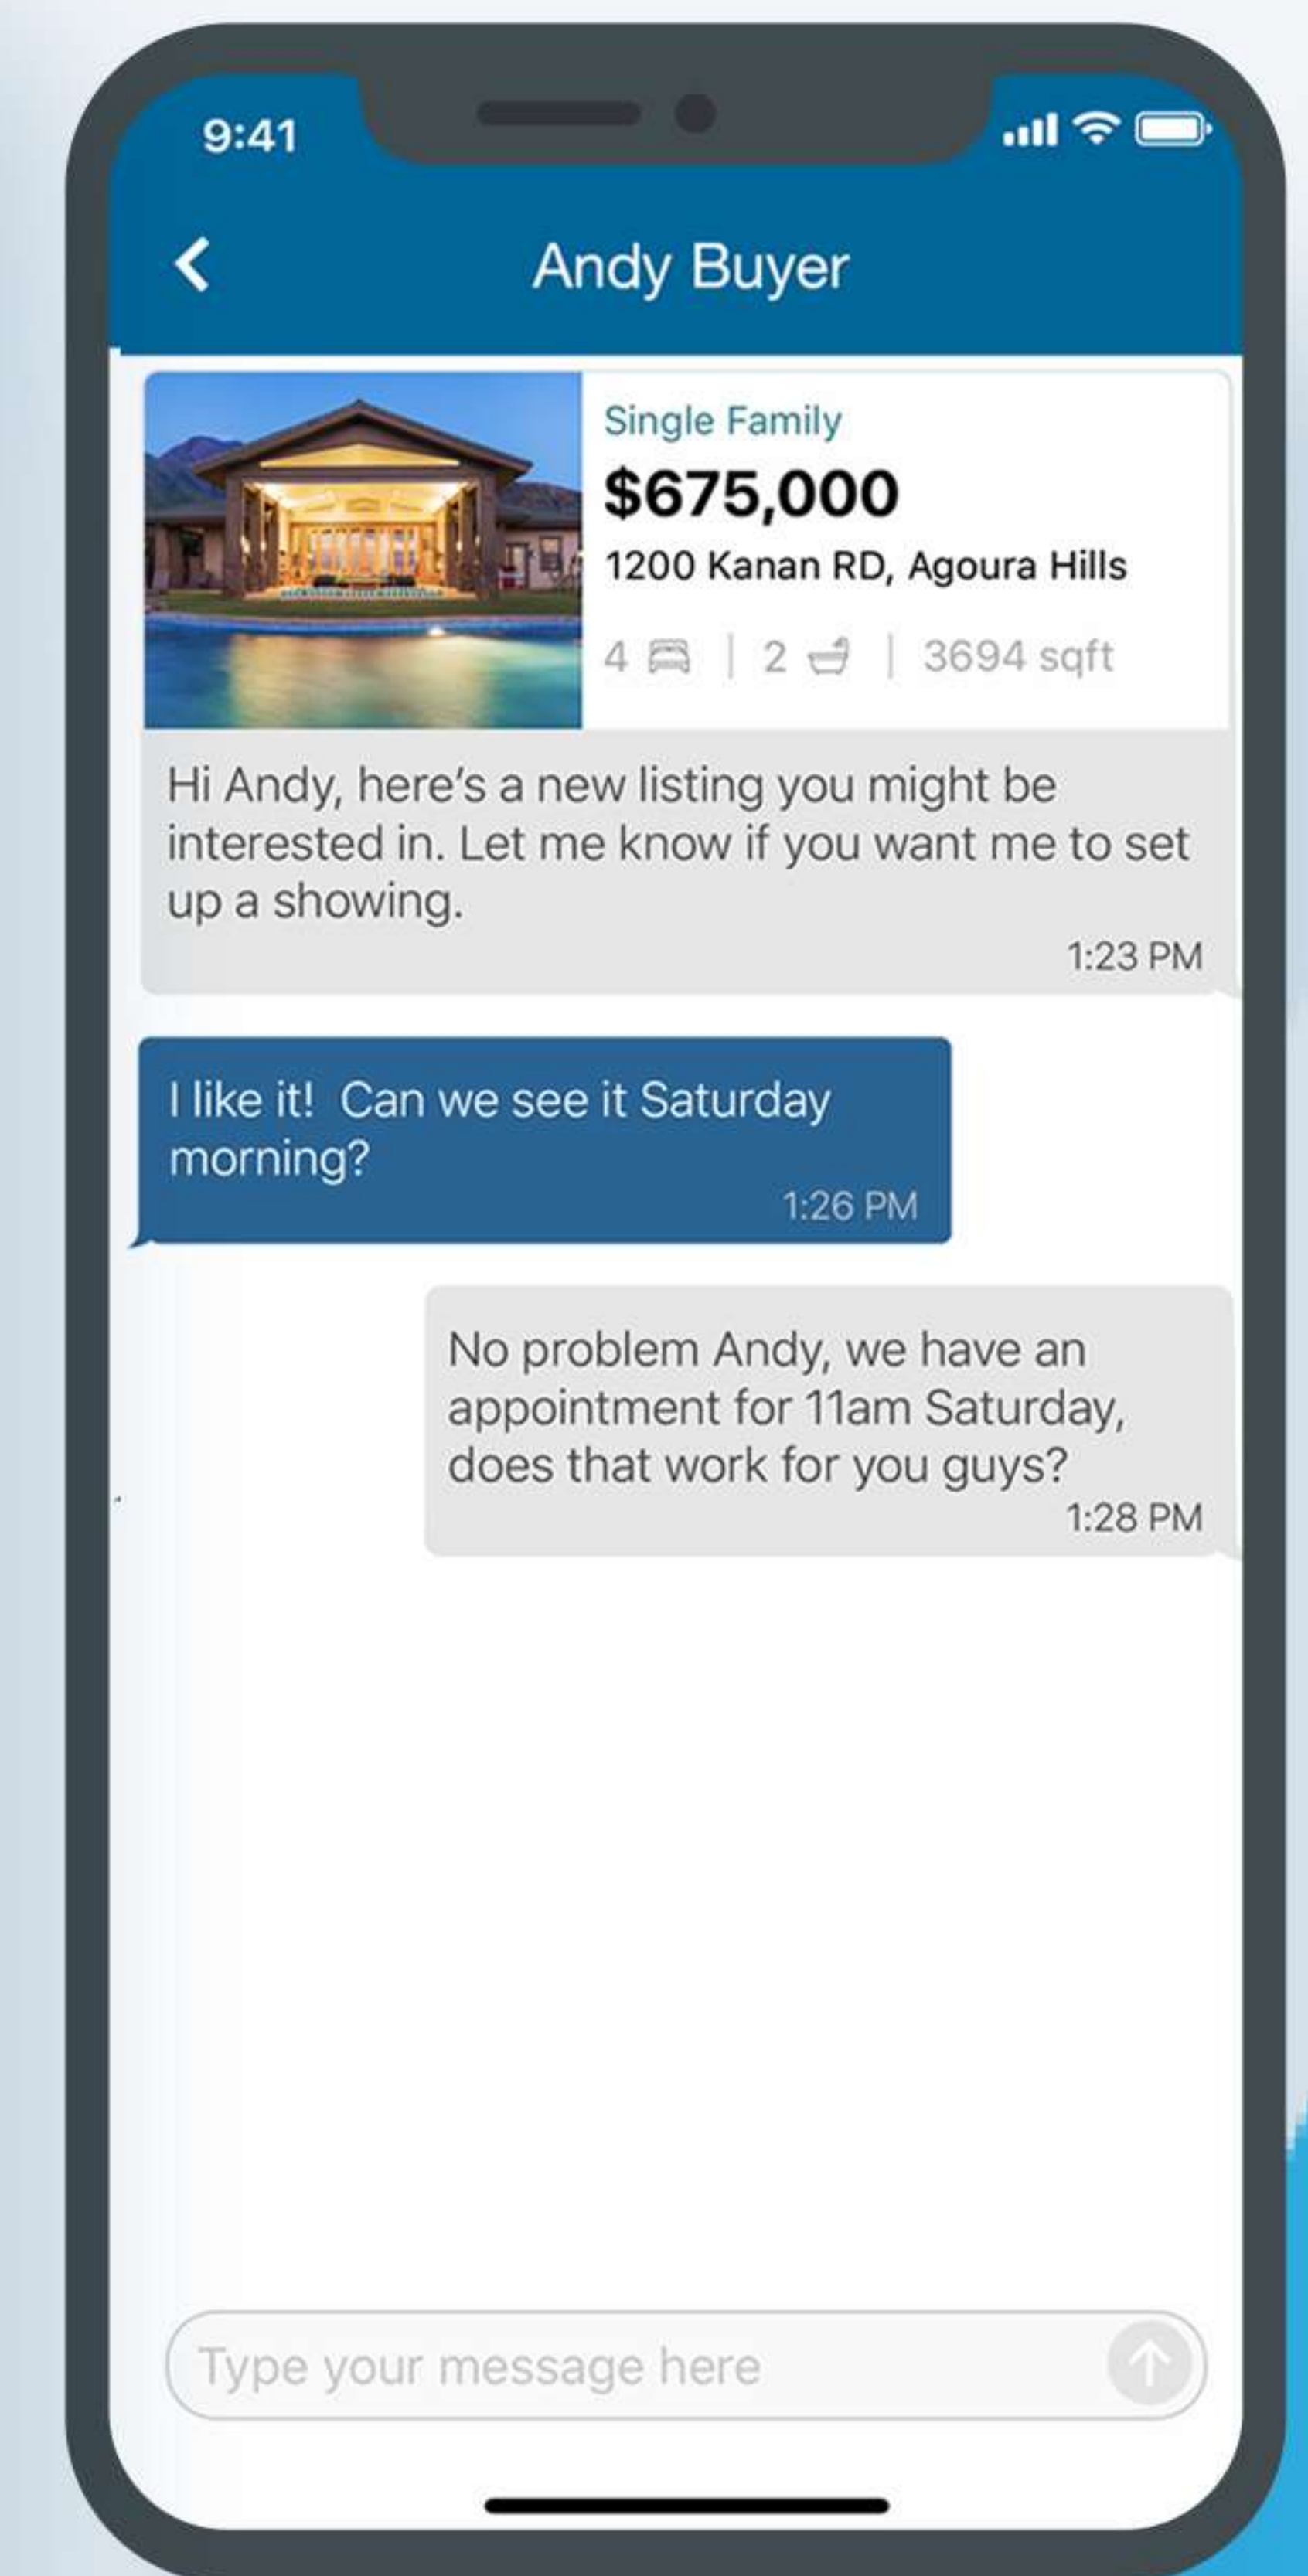 9:41
Andy Buyer
Single Family
$675,000
1200 Kanan RD, Agoura Hills
4 | 2 | 3694 sqft
Hi Andy, here's a new listing you might be
interested in. Let me know if you want me to set
up a showing.
1:23 PM
I like it!  Can we see it Saturday
morning?
1:26 PM
No problem Andy, we have an
appointment for 11am Saturday,
does that work for you guys?
1:28 PM
Type your message here